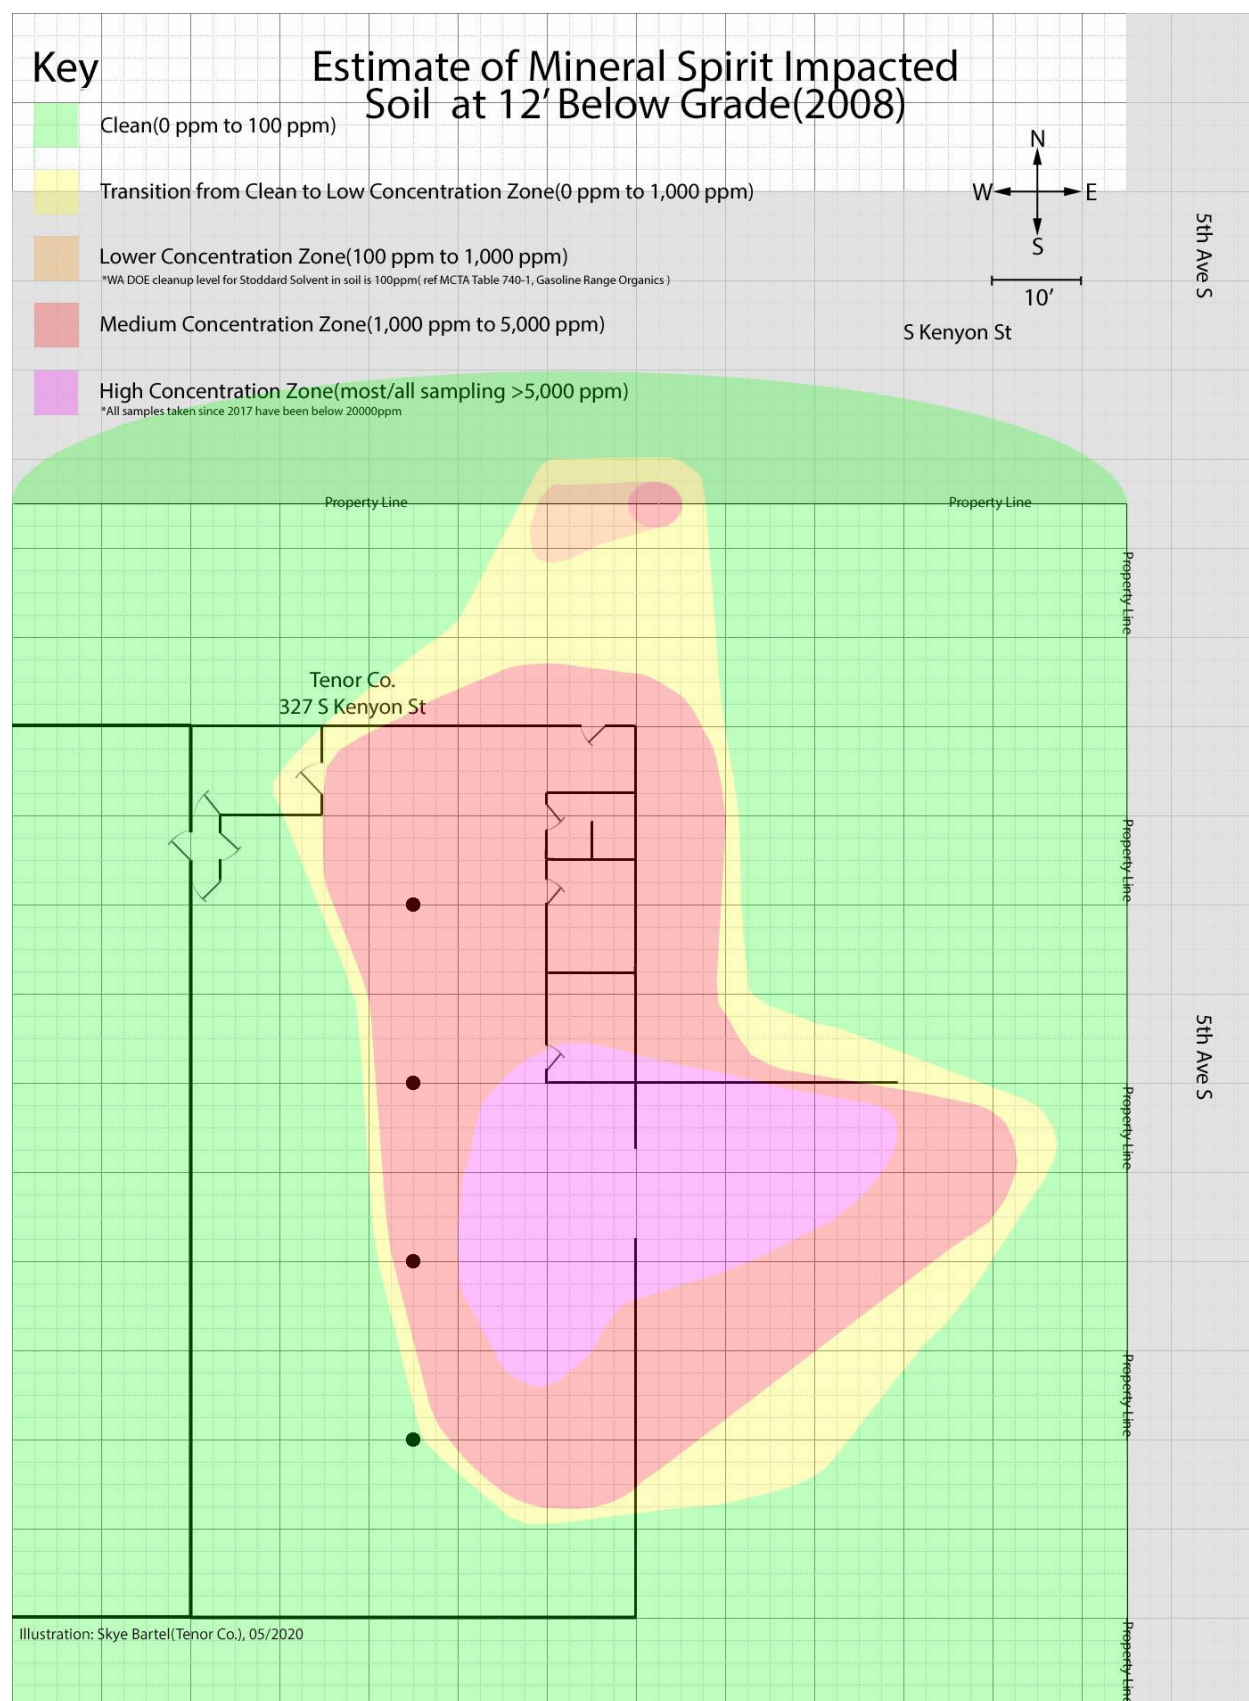 Key
Estimate of Mineral Spirit Impacted
Soil at 12’ Below Grade(2008)
Clean(0 ppm to 100 ppm)
N
Transition from Clean to Low Concentration Zone(0 ppm to 1,000 ppm)
W
E
S
5th Ave S
Lower Concentration Zone(100 ppm to 1,000 ppm)
*WA DOE cleanup level for Stoddard Solvent in soil is 100ppm( ref MCTA Table 740-1, Gasoline Range Organics )
10’
Medium Concentration Zone(1,000 ppm to 5,000 ppm)
S Kenyon St
High Concentration Zone(most/all sampling >5,000 ppm)
*All samples taken since 2017 have been below 20000ppm
Property Line
Property Line
Property Line
Tenor Co.
327 S Kenyon St
Property Line
5th Ave S
Property Line
Property Line
Illustration: Skye Bartel(Tenor Co.), 05/2020
Property Line